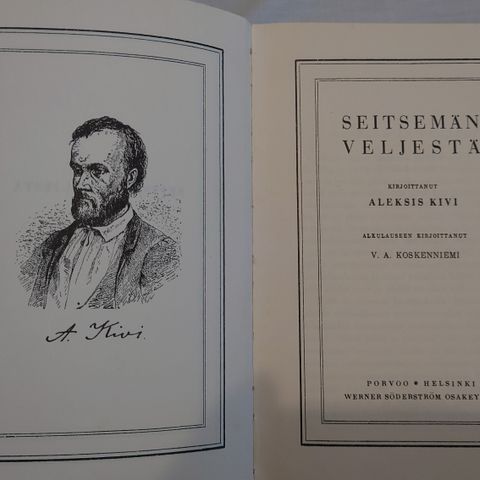 A. Kivi.
SEITSEMÄN
VELJESTÄ
KIRJOITTANUT
ALEKSIS KIVI
ALKULAUSEEN KIRJOITTANUT
V. A. KOSKENNIEMI
PORVOO • HELSINKI
WERNER SÖDERSTRÖM OSAKEY